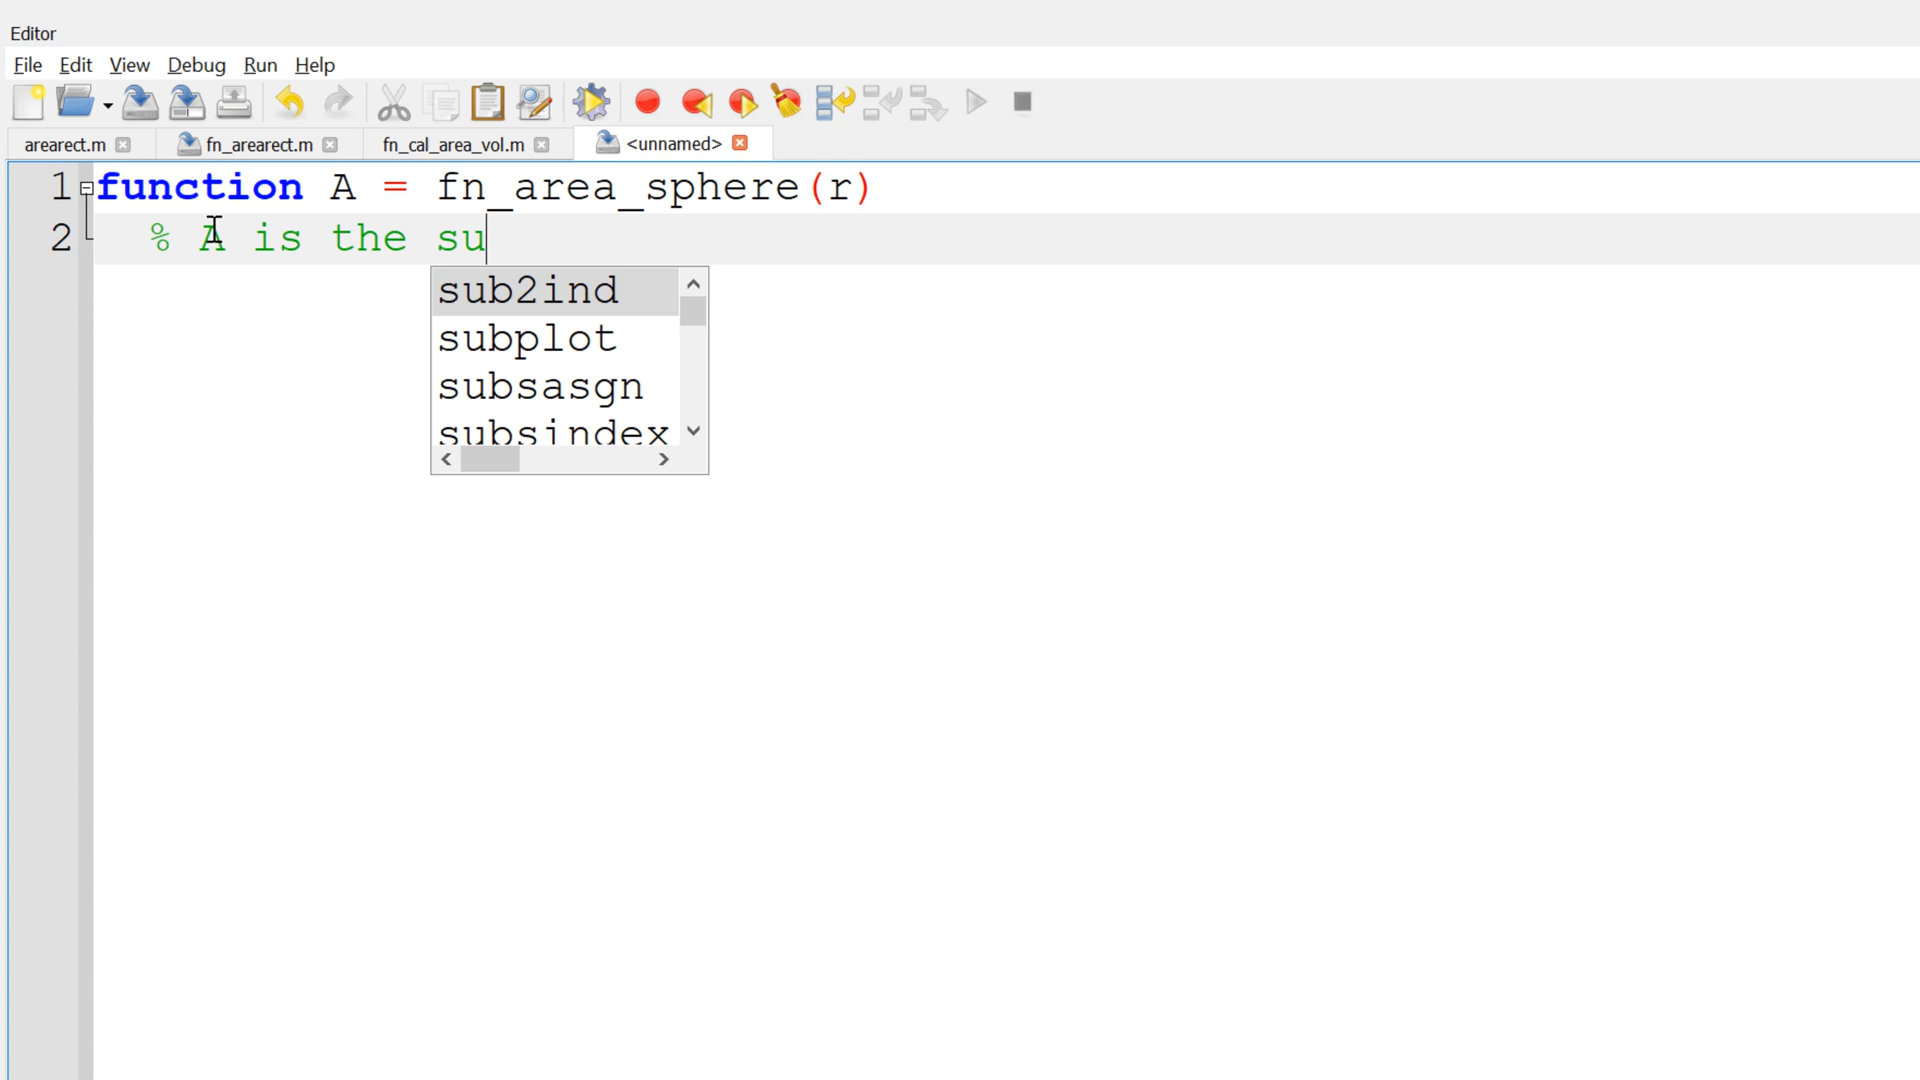 Editor
File Edit View Debug Run Help
arearect.m fn_arearect.m fn_cal_area_vol.m <unnamed>
1 function A = fn_area_sphere(r)
2 % A is the su
sub2ind
subplot
subsasgn
subsindex